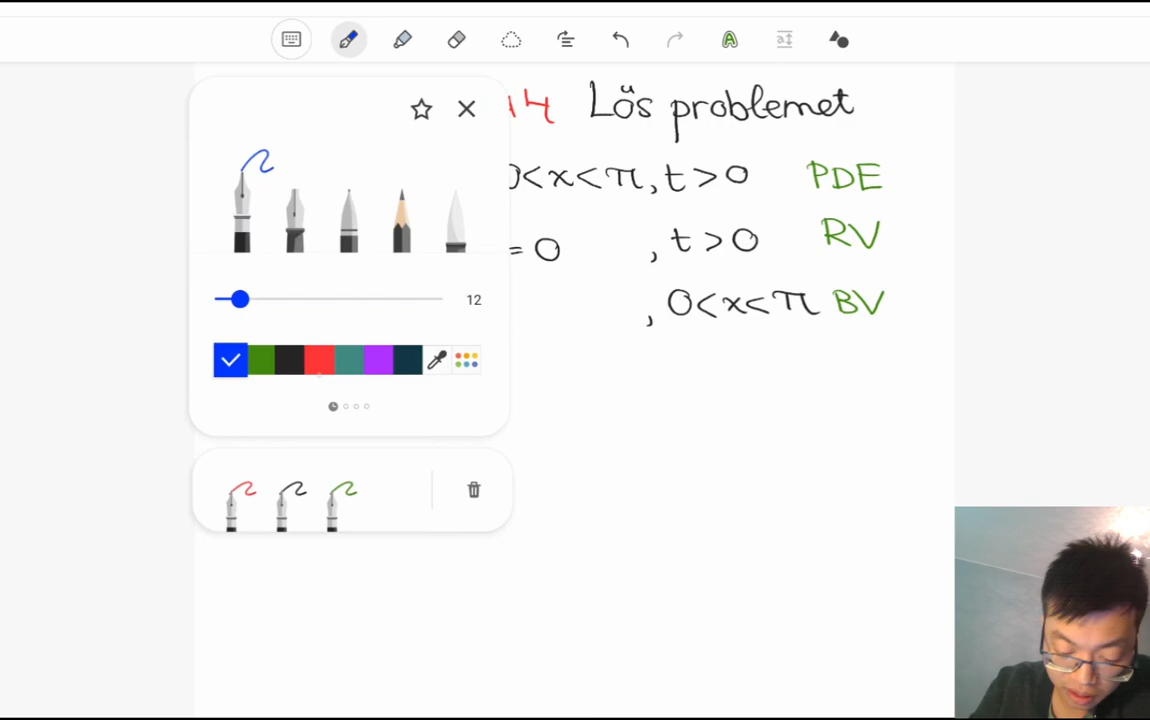 14 Lös problemet
0<x<π, t>0 PDE
=0 , t>0 RV
, 0<x<π BV
12